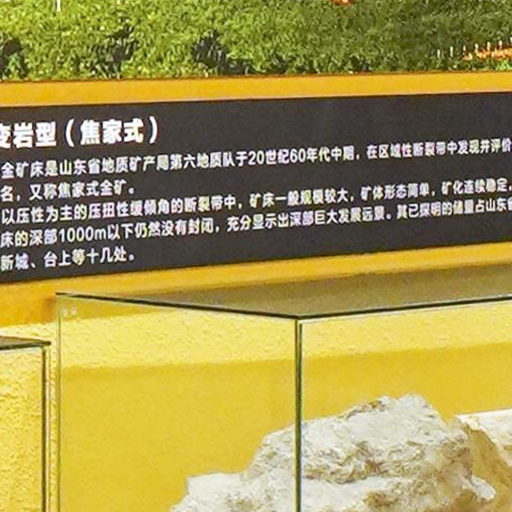 变岩型（焦家式）
金矿床是山东省地质矿产局第六地质队于20世纪60年代中期，在区域性断裂带中发现并评价
名，又称焦家式金矿。
以压性为主的压扭性缓倾角的断裂带中，矿床一般规模较大，矿体形态简单，矿化连续稳定，
床的深部1000m以下仍然没有封闭，充分显示出深部巨大发展远景。其已探明的储量占山东省
新城、台上等十几处。